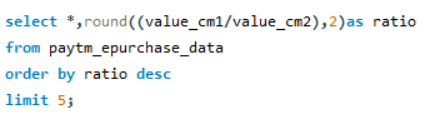 select *,round((value_cm1/value_cm2),2)as ratio
from paytm_epurchase_data
order by ratio desc
limit 5;